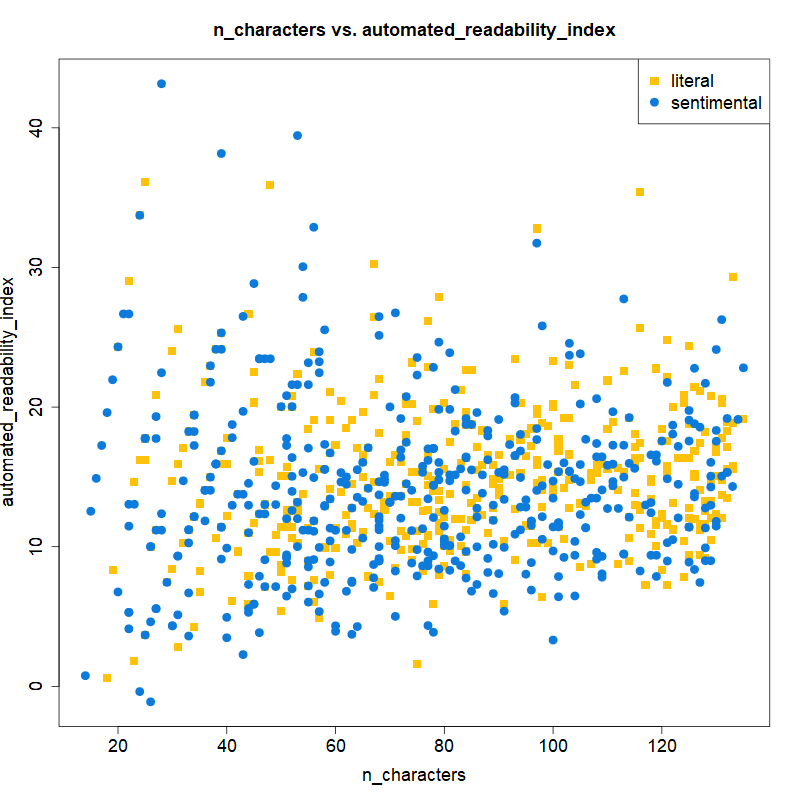 n_characters vs. automated_readability_index
literal
sentimental
automated_readability_index
40
30
20
10
0
20 40 60 80 100 120
n_characters